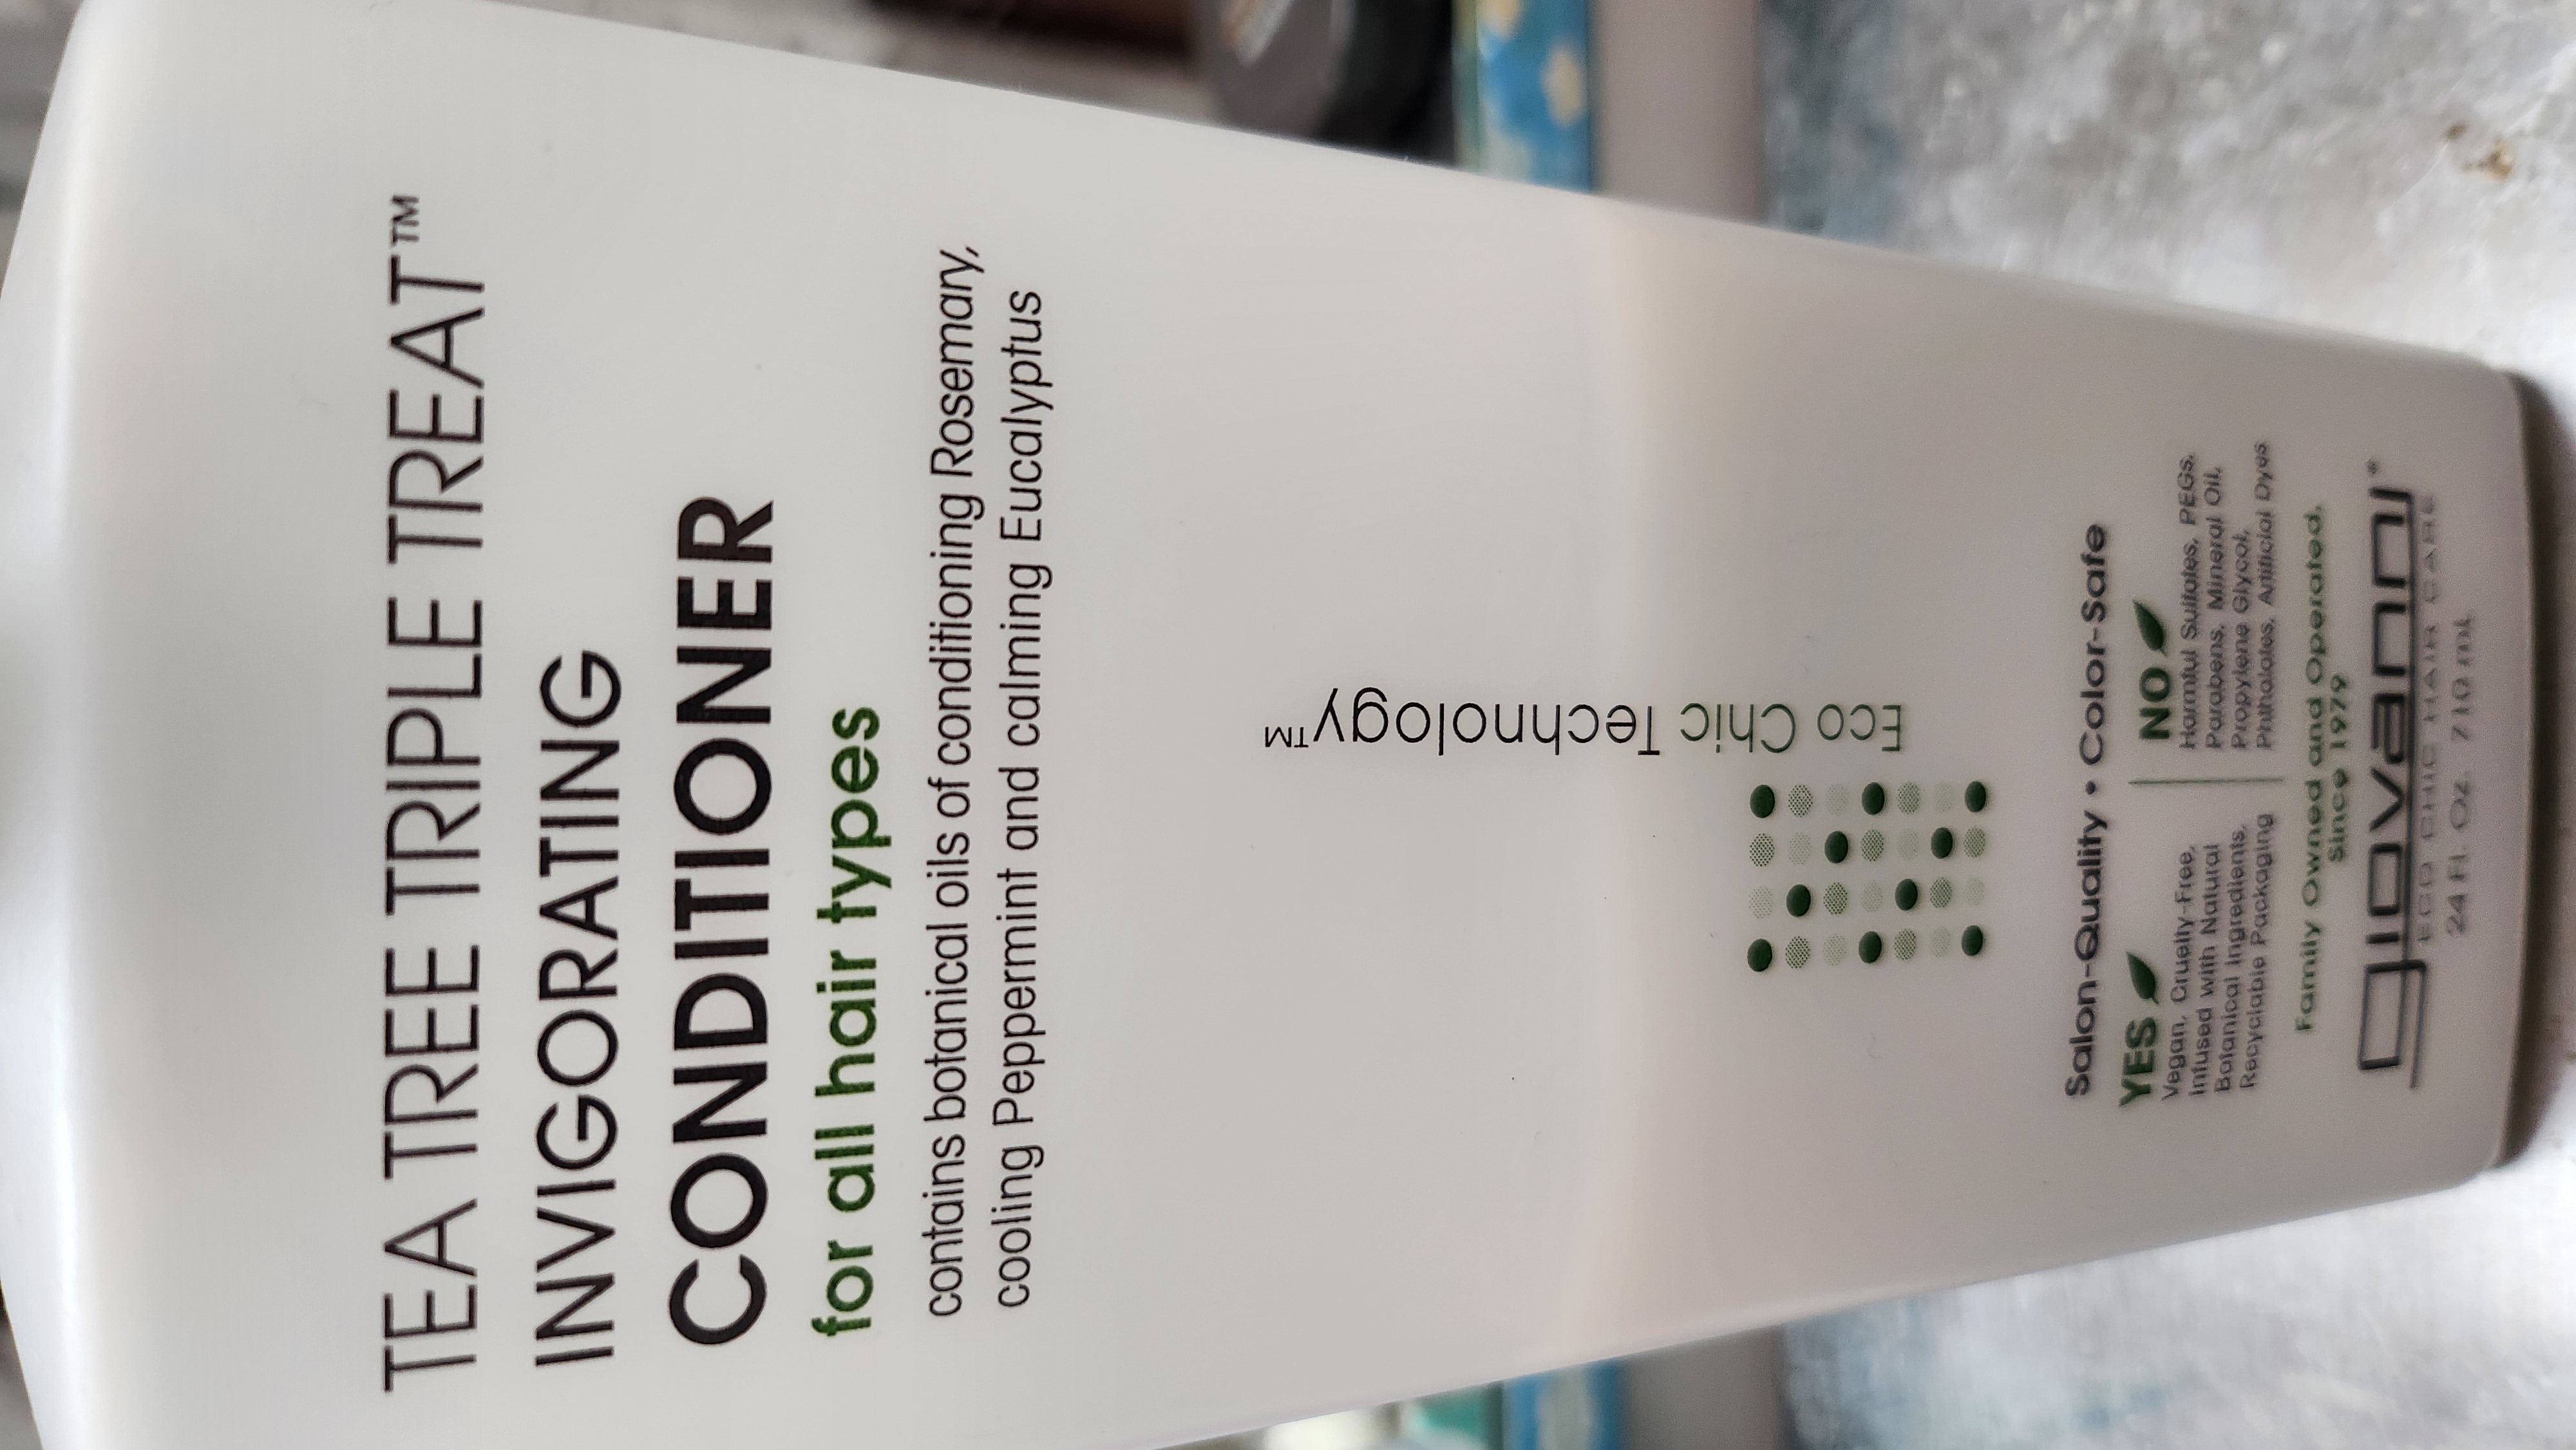 TEA TREE TRIPLE TREAT™
INVIGORATING
CONDITIONER
for all hair types
contains botanical oils of conditioning Rosemary,
cooling Peppermint and calming Eucalyptus
Eco Chic Technology™
Salon-Quality • Color-Safe
YES
Vegan, Cruelty-Free,
Infused with Natural
Botanical Ingredients,
Recyclable Packaging
NO
Harmful Sulfates, PEGs,
Parabens, Mineral Oil,
Propylene Glycol,
Phthalates, Artificial Dyes
Family Owned and Operated.
Since 1979
giovanni®
ECO CHIC HAIR CARE
24 Fl. Oz. 710 mL